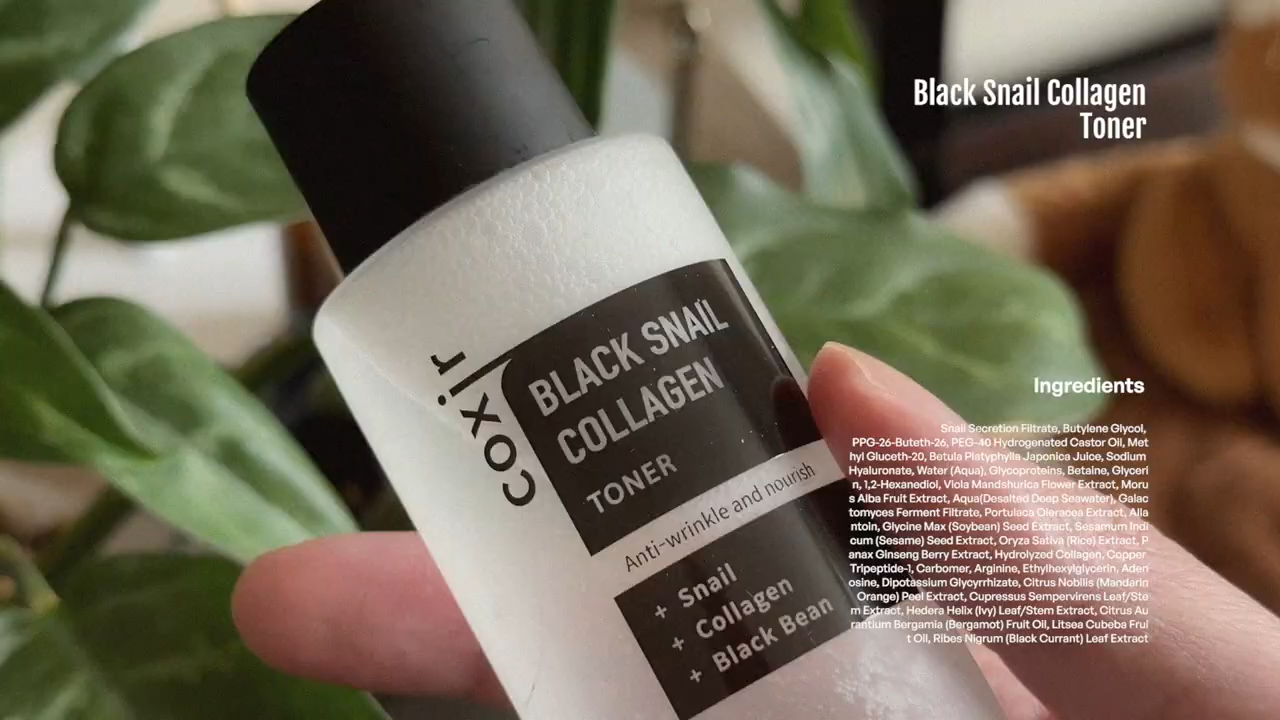 Black Snail Collagen
Toner
coxir
BLACK SNAIL
COLLAGEN
TONER
Anti-wrinkle and nourish
+ Snail
+ Collagen
+ Black Bean
Ingredients
Snail Secretion Filtrate, Butylene Glycol,
PPG-26-Buteth-26, PEG-40 Hydrogenated Castor Oil, Met
hyl Gluceth-20, Betula Platyphylla Japonica Juice, Sodium
Hyaluronate, Water (Aqua), Glycoproteins, Betaine, Glyceri
n, 1,2-Hexanediol, Viola Mandshurica Flower Extract, Moru
s Alba Fruit Extract, Aqua(Desalted Deep Seawater), Galac
tomyces Ferment Filtrate, Portulaca Oleracea Extract, Alla
ntoin, Glycine Max (Soybean) Seed Extract, Sesamum Indi
cum (Sesame) Seed Extract, Oryza Sativa (Rice) Extract, P
anax Ginseng Berry Extract, Hydrolyzed Collagen, Copper
Tripeptide-1, Carbomer, Arginine, Ethylhexylglycerin, Aden
osine, Dipotassium Glycyrrhizate, Citrus Nobilis (Mandarin
Orange) Peel Extract, Cupressus Sempervirens Leaf/Ste
m Extract, Hedera Helix (Ivy) Leaf/Stem Extract, Citrus Au
rantium Bergamia (Bergamot) Fruit Oil, Litsea Cubeba Frui
t Oil, Ribes Nigrum (Black Currant) Leaf Extract